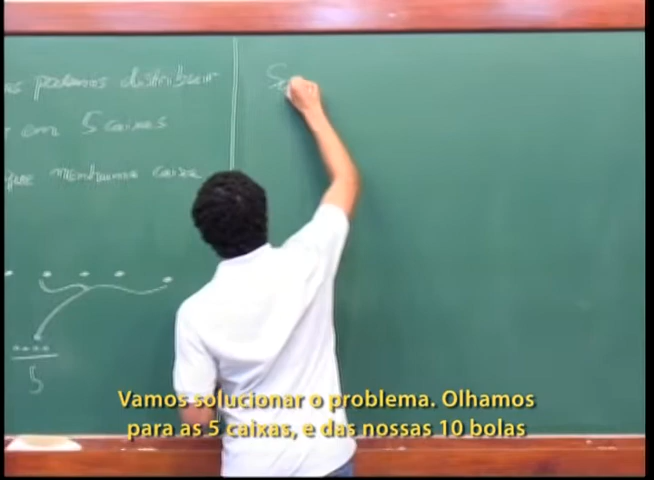 podemos distribuir
em 5 caixas
que nenhuma caixa
S
5
Vamos solucionar o problema. Olhamos
para as 5 caixas, e das nossas 10 bolas